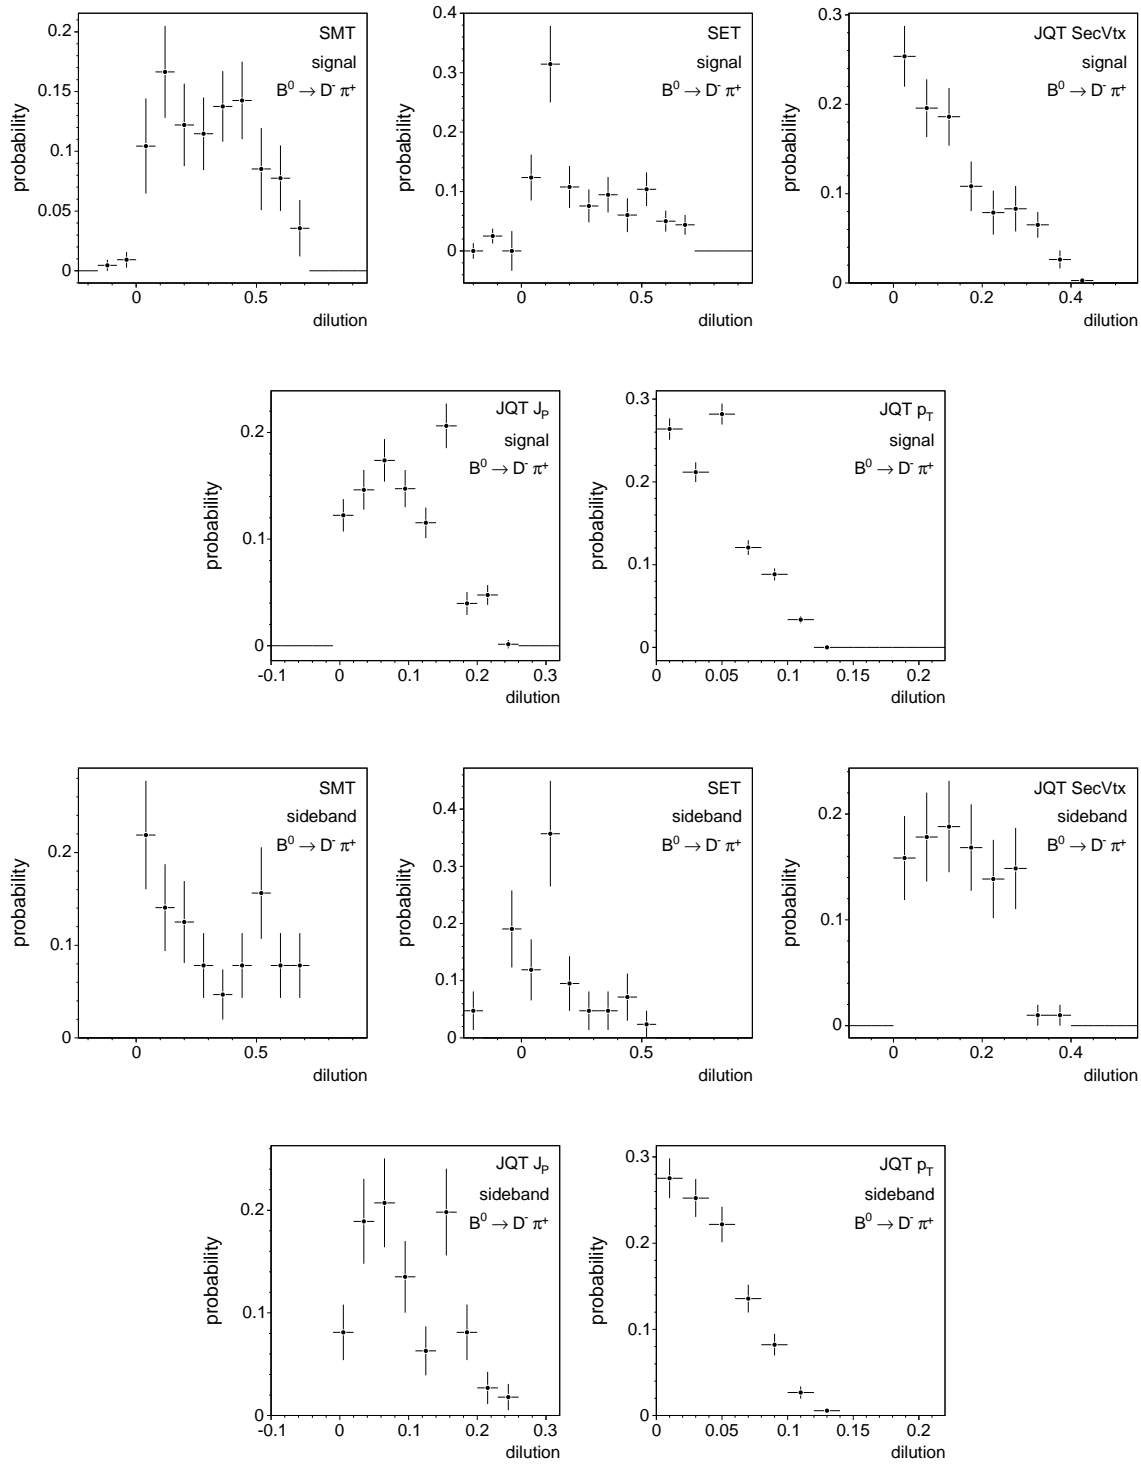 SMT
signal
B⁰ → D⁻ π⁺
probability
0.2
0.15
0.1
0.05
0
0
0.5
dilution
SET
signal
B⁰ → D⁻ π⁺
probability
0.4
0.3
0.2
0.1
0
0
0.5
dilution
JQT SecVtx
signal
B⁰ → D⁻ π⁺
probability
0.3
0.2
0.1
0
0
0.2
0.4
dilution
JQT J_P
signal
B⁰ → D⁻ π⁺
probability
0.2
0.1
0
-0.1
0
0.1
0.2
0.3
dilution
JQT p_T
signal
B⁰ → D⁻ π⁺
probability
0.3
0.2
0.1
0
0
0.05
0.1
0.15
0.2
dilution
SMT
sideband
B⁰ → D⁻ π⁺
probability
0.2
0.1
0
0
0.5
dilution
SET
sideband
B⁰ → D⁻ π⁺
probability
0.4
0.3
0.2
0.1
0
0
0.5
dilution
JQT SecVtx
sideband
B⁰ → D⁻ π⁺
probability
0.2
0.1
0
0
0.2
0.4
dilution
JQT J_P
sideband
B⁰ → D⁻ π⁺
probability
0.2
0.1
0
-0.1
0
0.1
0.2
0.3
dilution
JQT p_T
sideband
B⁰ → D⁻ π⁺
probability
0.3
0.2
0.1
0
0
0.05
0.1
0.15
0.2
dilution